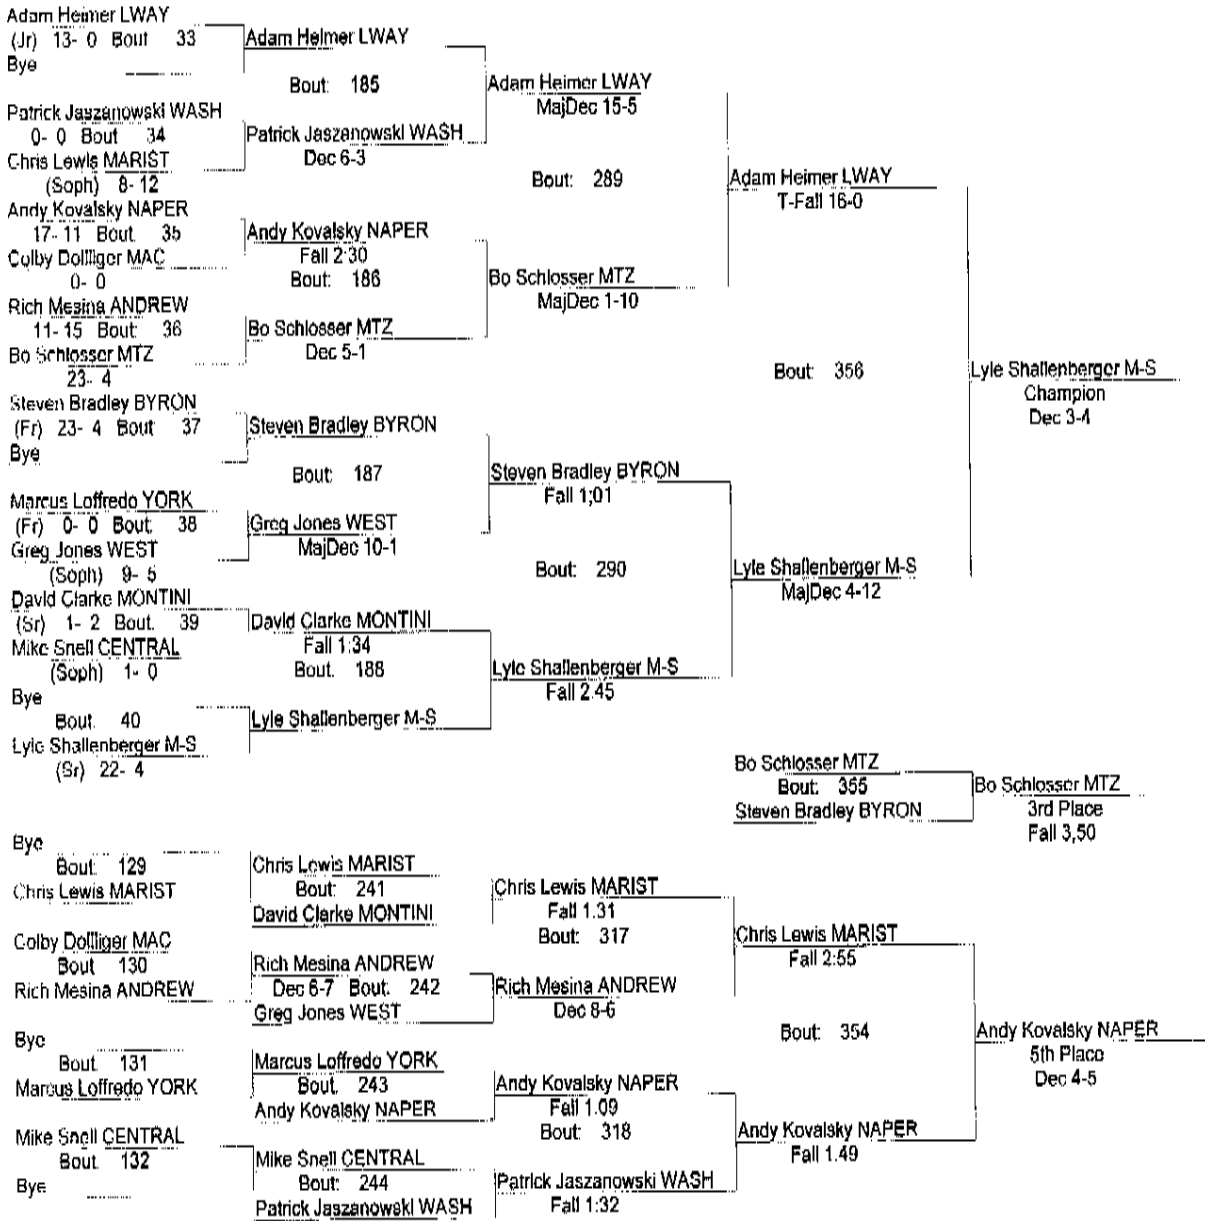 Adam Heimer LWAY
(Jr) 13- 0 Bout 33
Bye
Patrick Jaszanowski WASH
0- 0 Bout 34
Chris Lewis MARIST
(Soph) 8- 12
Andy Kovalsky NAPER
17- 11 Bout. 35
Colby Dollliger MAC
0- 0
Rich Mesina ANDREW
11- 15 Bout: 36
Bo Schlosser MTZ
23- 4
Steven Bradley BYRON
(Fr) 23- 4 Bout 37
Bye
Marcus Loffredo YORK
(Fr) 0- 0 Bout: 38
Greg Jones WEST
(Soph) 9- 5
David Clarke MONTINI
(Sr) 1- 2 Bout. 39
Mike Snell CENTRAL
(Soph) 1- 0
Bye
Bout. 40
Lyle Shallenberger M-S
(Sr) 22- 4
Adam Heimer LWAY
Bout: 185
Patrick Jaszanowski WASH
Dec 6-3
Andy Kovalsky NAPER
Fall 2:30
Bout: 186
Bo Schlosser MTZ
Dec 5-1
Steven Bradley BYRON
Bout: 187
Greg Jones WEST
MajDec 10-1
David Clarke MONTINI
Fall 1:34
Bout. 188
Lyle Shallenberger M-S
Adam Heimer LWAY
MajDec 15-5
Bout: 289
Bo Schlosser MTZ
MajDec 1-10
Steven Bradley BYRON
Fall 1;01
Bout: 290
Lyle Shallenberger M-S
Fall 2.45
Adam Heimer LWAY
T-Fall 16-0
Bout: 356
Lyle Shallenberger M-S
MajDec 4-12
Lyle Shallenberger M-S
Champion
Dec 3-4
Bo Schlosser MTZ
Bout: 355
Steven Bradley BYRON
Bo Schlosser MTZ
3rd Place
Fall 3,50
Bye
Bout: 129
Chris Lewis MARIST
Colby Dollliger MAC
Bout 130
Rich Mesina ANDREW
Bye
Bout: 131
Marcus Loffredo YORK
Mike Snell CENTRAL
Bout. 132
Bye
Chris Lewis MARIST
Bout: 241
David Clarke MONTINI
Rich Mesina ANDREW
Dec 6-7 Bout: 242
Greg Jones WEST
Marcus Loffredo YORK
Bout. 243
Andy Kovalsky NAPER
Mike Snell CENTRAL
Bout: 244
Patrick Jaszanowski WASH
Chris Lewis MARIST
Fall 1.31
Bout: 317
Rich Mesina ANDREW
Dec 8-6
Andy Kovalsky NAPER
Fall 1.09
Bout: 318
Patrick Jaszanowski WASH
Fall 1:32
Chris Lewis MARIST
Fall 2:55
Bout: 354
Andy Kovalsky NAPER
Fall 1.49
Andy Kovalsky NAPER
5th Place
Dec 4-5